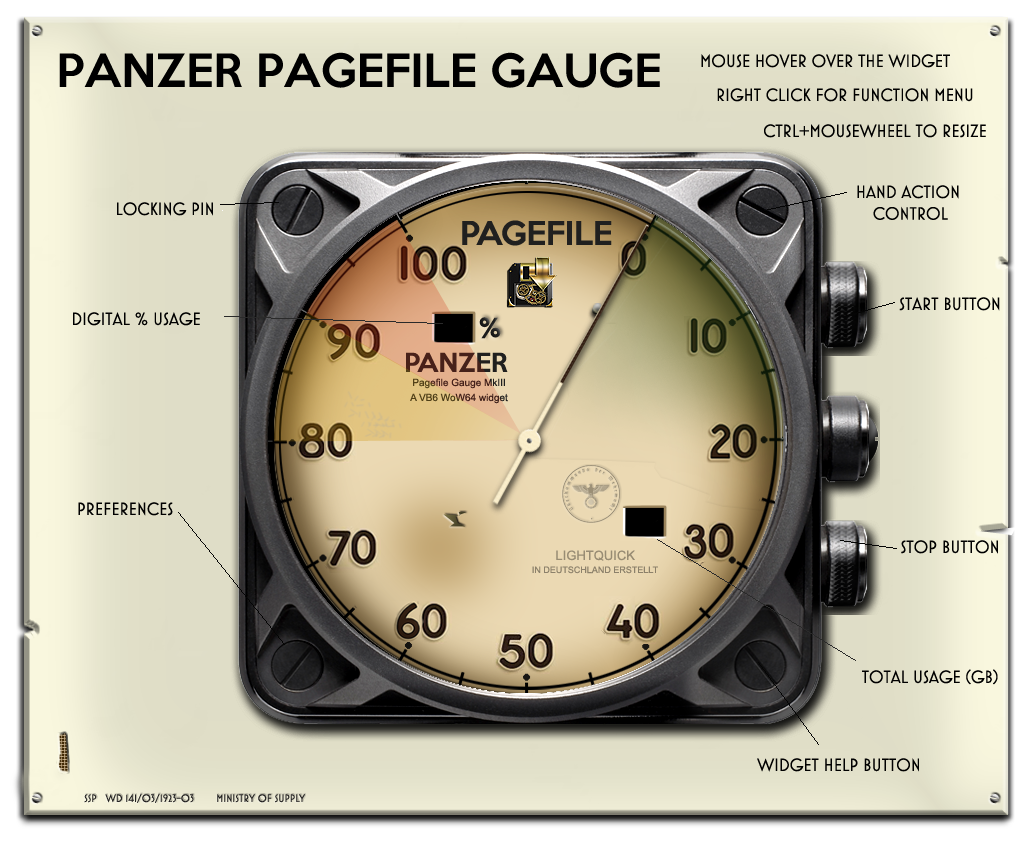 PANZER PAGEFILE GAUGE
MOUSE HOVER OVER THE WIDGET
RIGHT CLICK FOR FUNCTION MENU
CTRL+MOUSEWHEEL TO RESIZE
LOCKING PIN
HAND ACTION
CONTROL
PAGEFILE
100
0
START BUTTON
DIGITAL % USAGE
%
90
10
PANZER
Pagefile Gauge MkIII
A VB6 WoW64 widget
80
20
PREFERENCES
70
30
STOP BUTTON
LIGHTQUICK
IN DEUTSCHLAND ERSTELLT
60
40
50
TOTAL USAGE (GB)
WIDGET HELP BUTTON
SSP WD 141/03/1923-03 MINISTRY OF SUPPLY